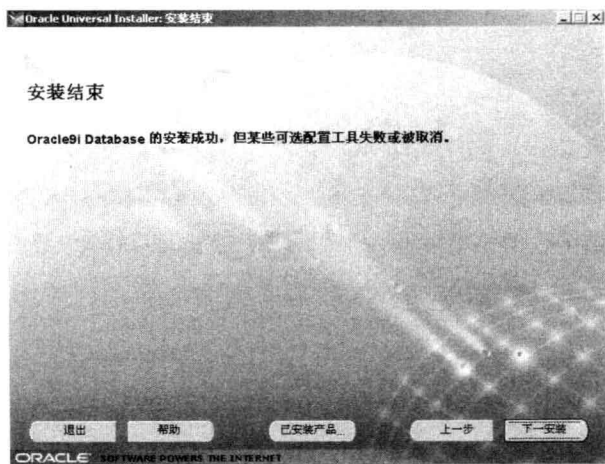 Oracle Universal Installer: 安装结束
安装结束
Oracle9i Database 的安装成功，但某些可选配置工具失败或被取消。
退出
帮助
已安装产品...
上一步
下一安装
ORACLE SOFTWARE POWERS THE INTERNET